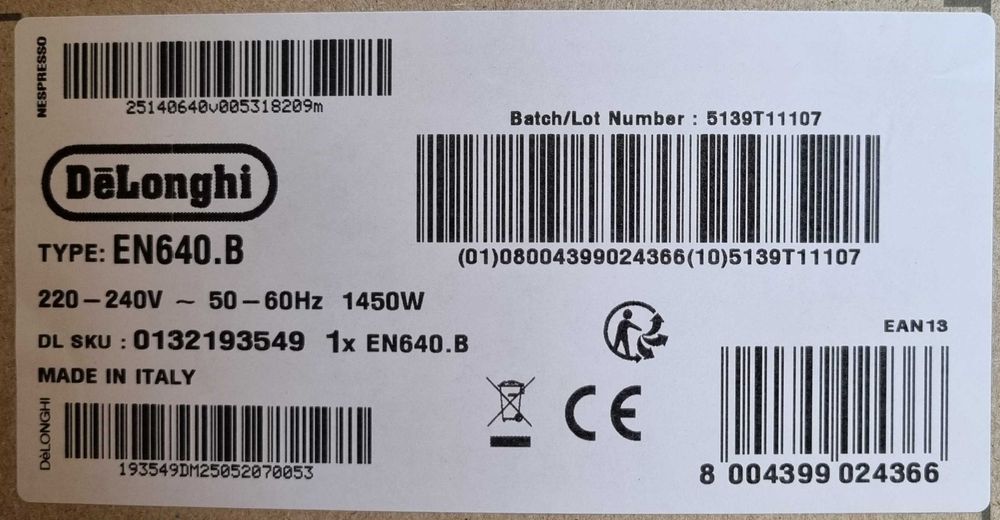 NESPRESSO
25140640v005318209m
DēLonghi
TYPE: EN640.B
220-240V ~ 50-60Hz 1450W
DL SKU : 0132193549 1x EN640.B
MADE IN ITALY
DēLONGHI
193549DM25052070053
Batch/Lot Number : 5139T11107
(01)08004399024366(10)5139T11107
CE
EAN13
8 004399 024366